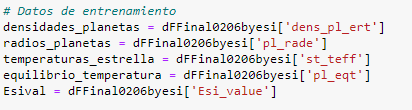 # Datos de entrenamiento
densidades_planetas = dFFinal0206byesi['dens_pl_ert']
radios_planetas = dFFinal0206byesi['pl_rade']
temperaturas_estrella = dFFinal0206byesi['st_teff']
equilibrio_temperatura = dFFinal0206byesi['pl_eqt']
Esival = dFFinal0206byesi['Esi_value']